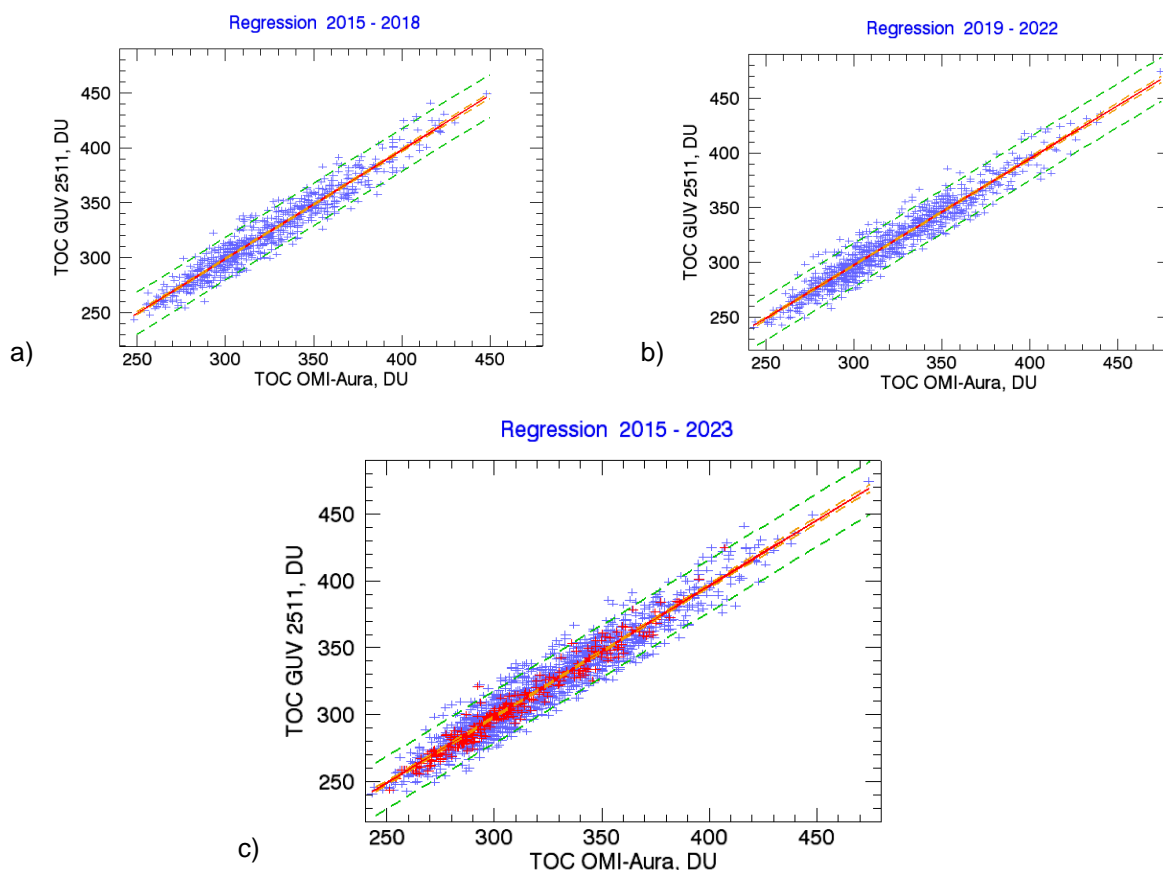 Regression 2015 - 2018
TOC GUV 2511, DU
450
400
350
300
250
250 300 350 400 450
TOC OMI-Aura, DU
a)
Regression 2019 - 2022
TOC GUV 2511, DU
450
400
350
300
250
250 300 350 400 450
TOC OMI-Aura, DU
b)
Regression 2015 - 2023
TOC GUV 2511, DU
450
400
350
300
250
250 300 350 400 450
TOC OMI-Aura, DU
c)